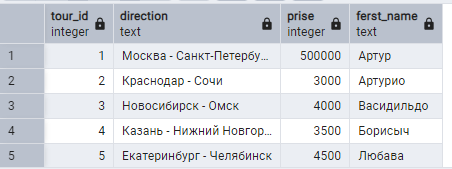 tour_id direction prise ferst_name
integer text integer text
1 1 Москва - Санкт-Петербу... 500000 Артур
2 2 Краснодар - Сочи 3000 Артурио
3 3 Новосибирск - Омск 4000 Васидильдо
4 4 Казань - Нижний Новгор... 3500 Борисыч
5 5 Екатеринбург - Челябинск 4500 Любава